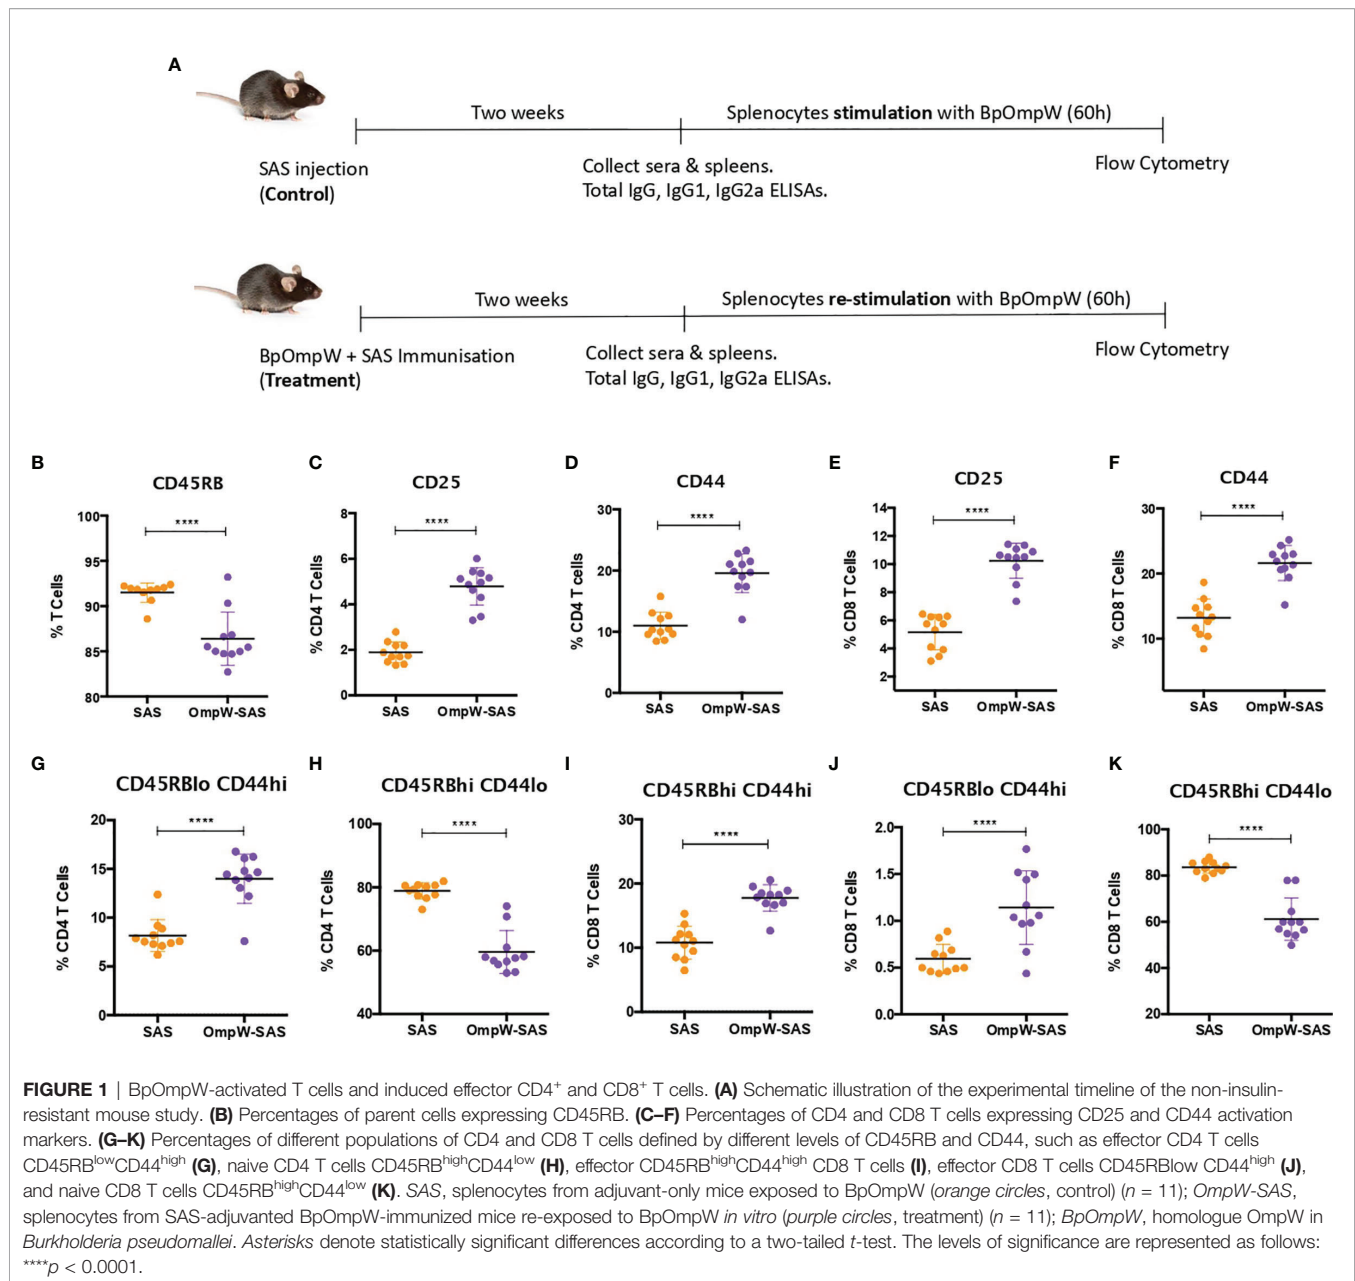 A
Two weeks
Splenocytes stimulation with BpOmpW (60h)
SAS injection
(Control)
Collect sera & spleens.
Total IgG, IgG1, IgG2a ELISAs.
Flow Cytometry
Two weeks
Splenocytes re-stimulation with BpOmpW (60h)
BpOmpW + SAS Immunisation
(Treatment)
Collect sera & spleens.
Total IgG, IgG1, IgG2a ELISAs.
Flow Cytometry
B
CD45RB
****
% T Cells
100
95
90
85
80
SAS
OmpW-SAS
C
CD25
****
% CD4 T Cells
8
6
4
2
0
SAS
OmpW-SAS
D
CD44
****
% CD4 T Cells
30
20
10
0
SAS
OmpW-SAS
E
CD25
****
% CD8 T Cells
14
12
10
8
6
4
2
SAS
OmpW-SAS
F
CD44
****
% CD8 T Cells
30
20
10
SAS
OmpW-SAS
G
CD45RBlo CD44hi
****
% CD4 T Cells
20
15
10
5
0
SAS
OmpW-SAS
H
CD45RBhi CD44lo
****
% CD4 T Cells
100
80
60
40
SAS
OmpW-SAS
I
CD45RBhi CD44hi
****
% CD8 T Cells
30
20
10
0
SAS
OmpW-SAS
J
CD45RBlo CD44hi
****
% CD8 T Cells
2.0
1.5
1.0
0.5
0.0
SAS
OmpW-SAS
K
CD45RBhi CD44lo
****
% CD8 T Cells
100
80
60
40
20
SAS
OmpW-SAS
FIGURE 1 | BpOmpW-activated T cells and induced effector CD4⁺ and CD8⁺ T cells. (A) Schematic illustration of the experimental timeline of the non-insulin-
resistant mouse study. (B) Percentages of parent cells expressing CD45RB. (C–F) Percentages of CD4 and CD8 T cells expressing CD25 and CD44 activation
markers. (G–K) Percentages of different populations of CD4 and CD8 T cells defined by different levels of CD45RB and CD44, such as effector CD4 T cells
CD45RBlowCD44high (G), naive CD4 T cells CD45RBhighCD44low (H), effector CD45RBhighCD44high CD8 T cells (I), effector CD8 T cells CD45RBlow CD44high (J),
and naive CD8 T cells CD45RBhighCD44low (K). SAS, splenocytes from adjuvant-only mice exposed to BpOmpW (orange circles, control) (n = 11); OmpW-SAS,
splenocytes from SAS-adjuvanted BpOmpW-immunized mice re-exposed to BpOmpW in vitro (purple circles, treatment) (n = 11); BpOmpW, homologue OmpW in
Burkholderia pseudomallei. Asterisks denote statistically significant differences according to a two-tailed t-test. The levels of significance are represented as follows:
****p < 0.0001.